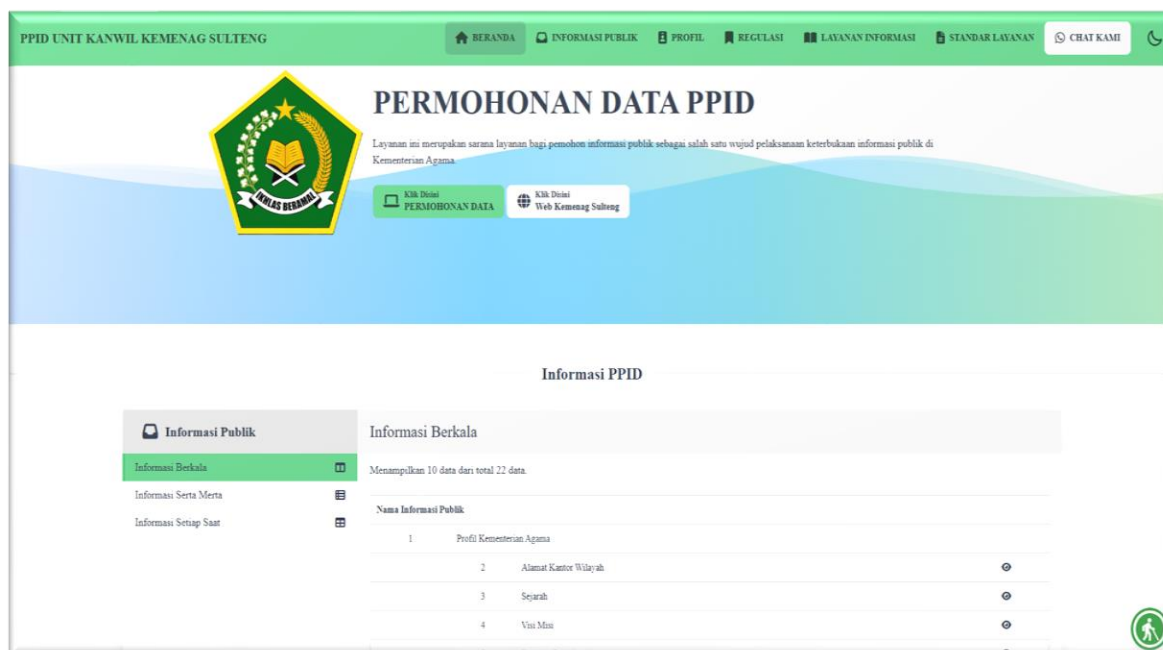 PPID UNIT KANWIL KEMENAG SULTENG
BERANDA
INFORMASI PUBLIK
PROFIL
REGULASI
LAYANAN INFORMASI
STANDAR LAYANAN
CHAT KAMI
IKHLAS BERAMAL
PERMOHONAN DATA PPID
Layanan ini merupakan sarana layanan bagi pemohon informasi publik sebagai salah satu wujud pelaksanaan keterbukaan informasi publik di
Kementerian Agama.
Klik Disini
PERMOHONAN DATA
Klik Disini
Web Kemenag Sulteng
Informasi PPID
Informasi Publik
Informasi Berkala
Informasi Serta Merta
Informasi Setiap Saat
Informasi Berkala
Menampilkan 10 data dari total 22 data.
Nama Informasi Publik
1 Profil Kementerian Agama
2 Alamat Kantor Wilayah
3 Sejarah
4 Visi Misi